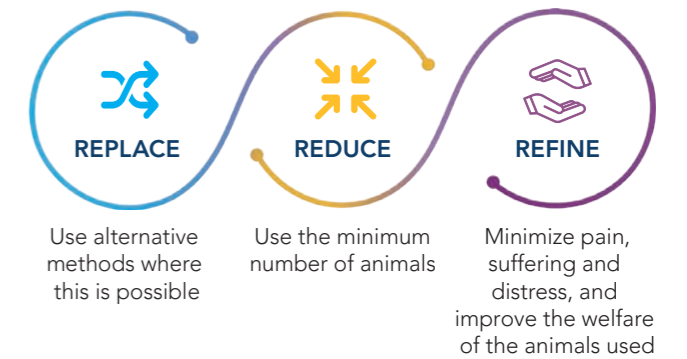 REPLACE
Use alternative
methods where
this is possible
REDUCE
Use the minimum
number of animals
REFINE
Minimize pain,
suffering and
distress, and
improve the welfare
of the animals used